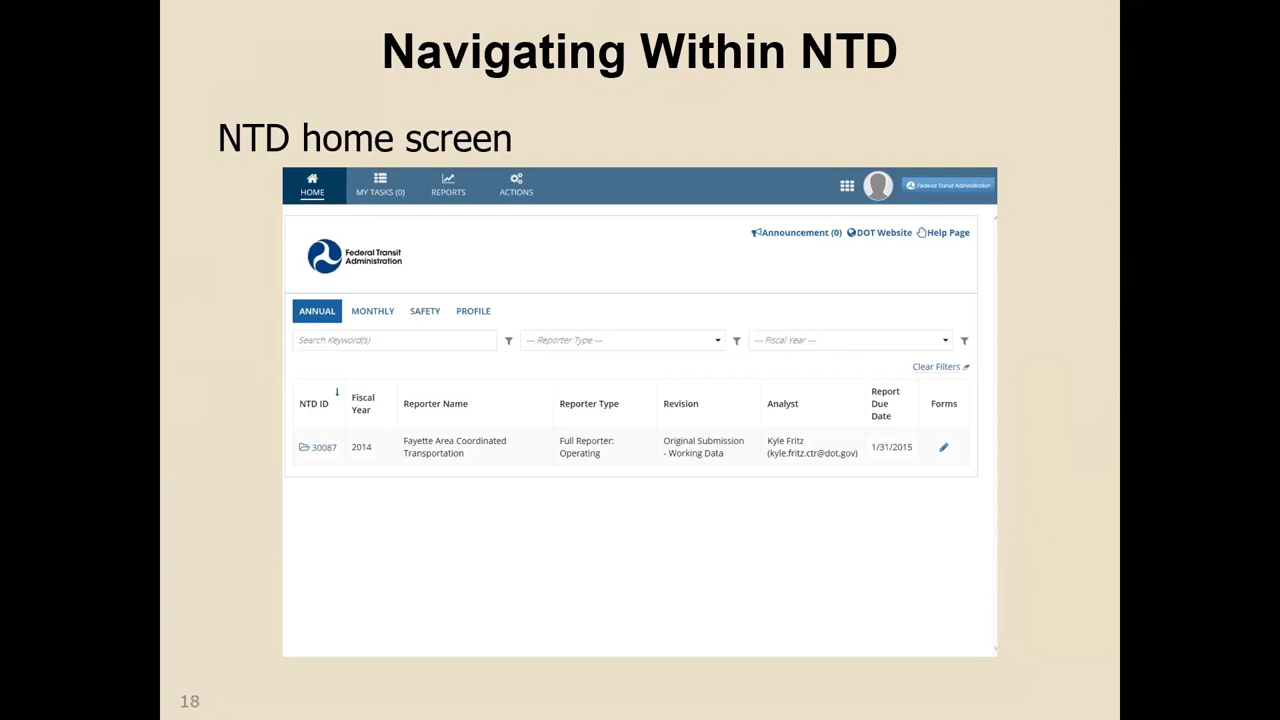 Navigating Within NTD
NTD home screen
HOME
MY TASKS (0)
REPORTS
ACTIONS
Federal Transit Administration
Announcement (0) DOT Website Help Page
Federal Transit
Administration
ANNUAL MONTHLY SAFETY PROFILE
Search Keyword(s)
--- Reporter Type ---
--- Fiscal Year ---
Clear Filters
NTD ID
Fiscal
Year
Reporter Name
Reporter Type
Revision
Analyst
Report
Due
Date
Forms
30087
2014
Fayette Area Coordinated
Transportation
Full Reporter:
Operating
Original Submission
- Working Data
Kyle Fritz
(kyle.fritz.ctr@dot.gov)
1/31/2015
18